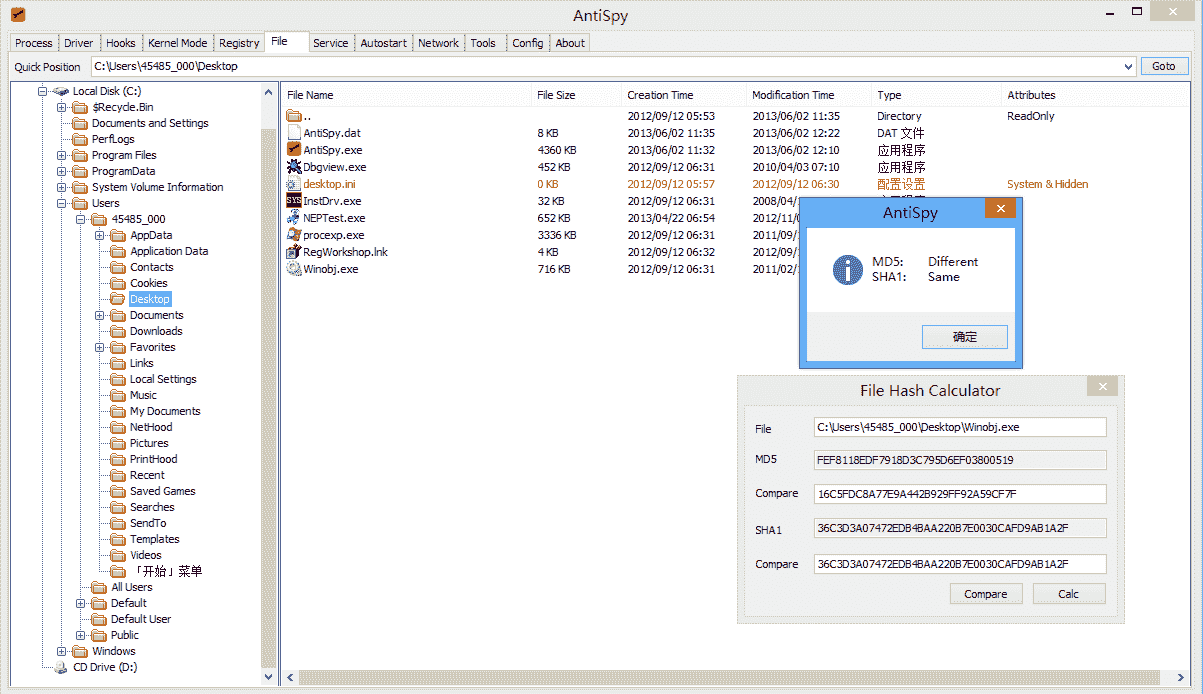 AntiSpy
Process Driver Hooks Kernel Mode Registry File Service Autostart Network Tools Config About
Quick Position C:\Users\45485_000\Desktop Goto
Local Disk (C:)
$Recycle.Bin
Documents and Settings
PerfLogs
Program Files
ProgramData
System Volume Information
Users
45485_000
AppData
Application Data
Contacts
Cookies
Desktop
Documents
Downloads
Favorites
Links
Local Settings
Music
My Documents
NetHood
Pictures
PrintHood
Recent
Saved Games
Searches
SendTo
Templates
Videos
「开始」菜单
All Users
Default
Default User
Public
Windows
CD Drive (D:)
File Name File Size Creation Time Modification Time Type Attributes
.. 2012/09/12 05:53 2013/06/02 11:35 Directory ReadOnly
AntiSpy.dat 8 KB 2013/06/02 11:35 2013/06/02 12:22 DAT 文件
AntiSpy.exe 4360 KB 2013/06/02 11:32 2013/06/02 12:10 应用程序
Dbgview.exe 452 KB 2012/09/12 06:31 2010/04/03 07:10 应用程序
desktop.ini 0 KB 2012/09/12 05:57 2012/09/12 06:30 配置设置 System & Hidden
InstDrv.exe 32 KB 2012/09/12 06:31 2008/04/
NEPTest.exe 652 KB 2013/04/22 06:54 2012/11/0
procexp.exe 3336 KB 2012/09/12 06:31 2011/09/
RegWorkshop.lnk 4 KB 2012/09/12 06:32 2012/09/
Winobj.exe 716 KB 2012/09/12 06:31 2011/02/
AntiSpy
MD5: Different
SHA1: Same
确定
File Hash Calculator
File C:\Users\45485_000\Desktop\Winobj.exe
MD5 FEF8118EDF7918D3C795D6EF03800519
Compare 16C5FDC8A77E9A442B929FF92A59CF7F
SHA1 36C3D3A07472EDB4BAA220B7E0030CAFD9AB1A2F
Compare 36C3D3A07472EDB4BAA220B7E0030CAFD9AB1A2F
Compare Calc